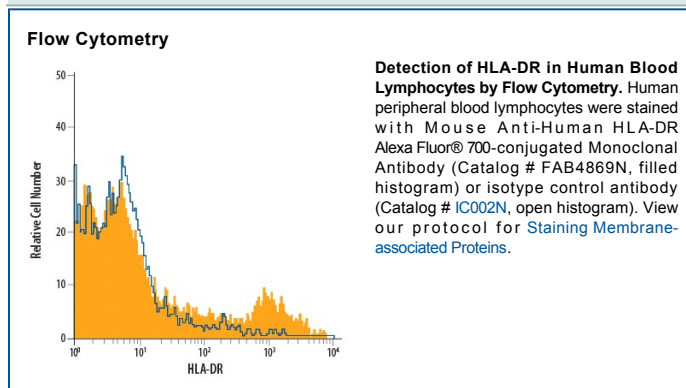 Flow Cytometry
50
40
30
20
10
0
Relative Cell Number
10⁰ 10¹ 10² 10³ 10⁴
HLA-DR
Detection of HLA-DR in Human Blood
Lymphocytes by Flow Cytometry. Human
peripheral blood lymphocytes were stained
with Mouse Anti-Human HLA-DR
Alexa Fluor® 700-conjugated Monoclonal
Antibody (Catalog # FAB4869N, filled
histogram) or isotype control antibody
(Catalog # IC002N, open histogram). View
our protocol for Staining Membrane-
associated Proteins.